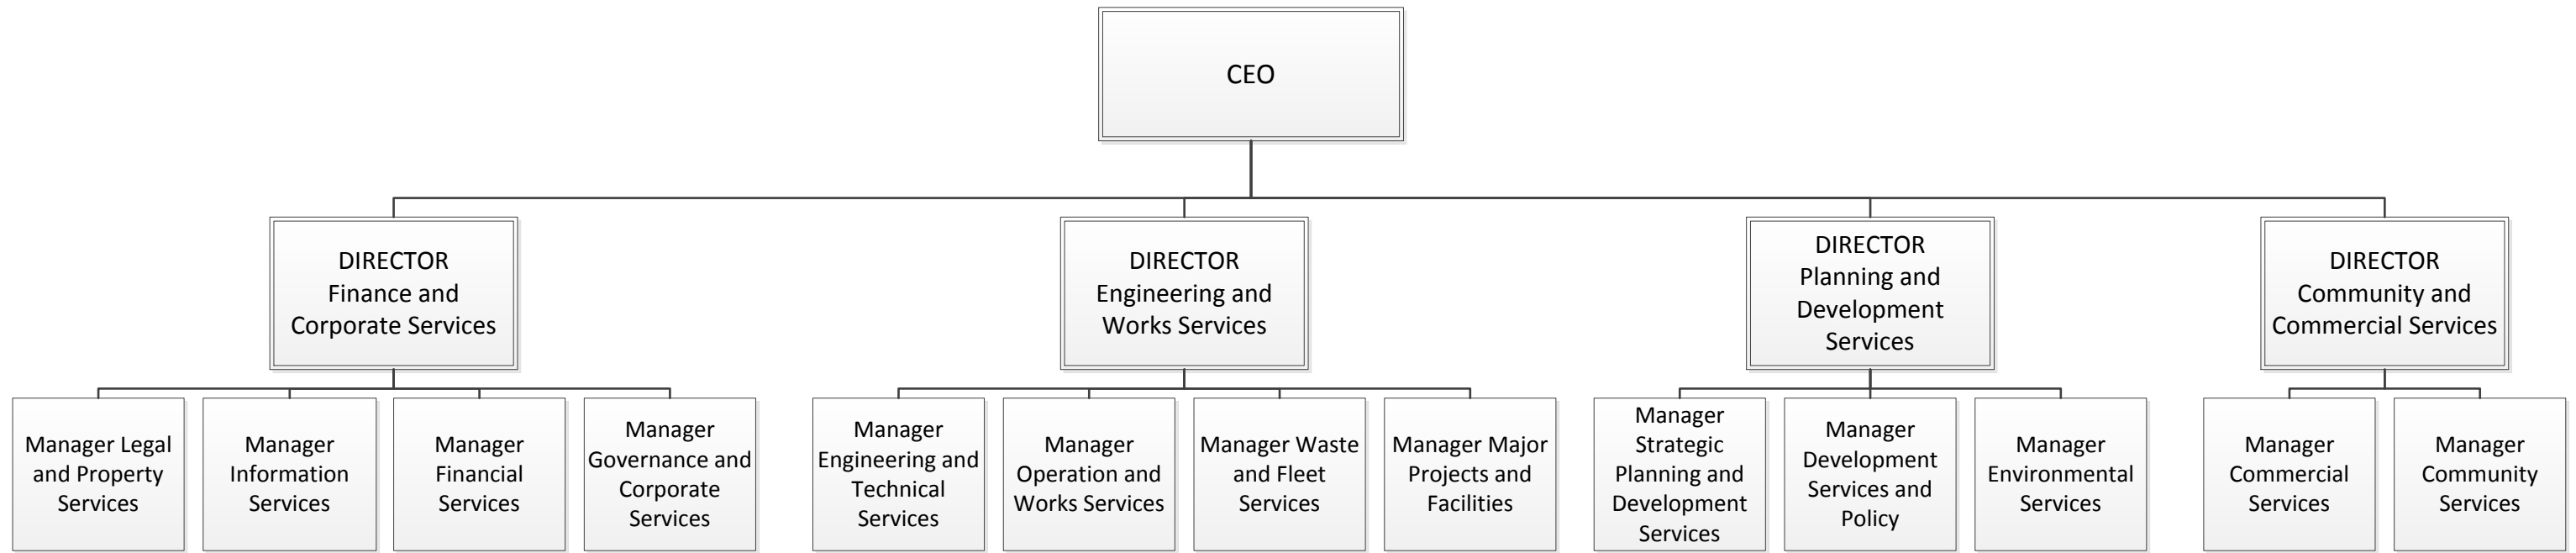 CEO
DIRECTOR
Finance and
Corporate Services
DIRECTOR
Engineering and
Works Services
DIRECTOR
Planning and
Development
Services
DIRECTOR
Community and
Commercial Services
Manager Legal
and Property
Services
Manager
Information
Services
Manager
Financial
Services
Manager
Governance and
Corporate
Services
Manager
Engineering and
Technical
Services
Manager
Operation and
Works Services
Manager Waste
and Fleet
Services
Manager Major
Projects and
Facilities
Manager
Strategic
Planning and
Development
Services
Manager
Development
Services and
Policy
Manager
Environmental
Services
Manager
Commercial
Services
Manager
Community
Services